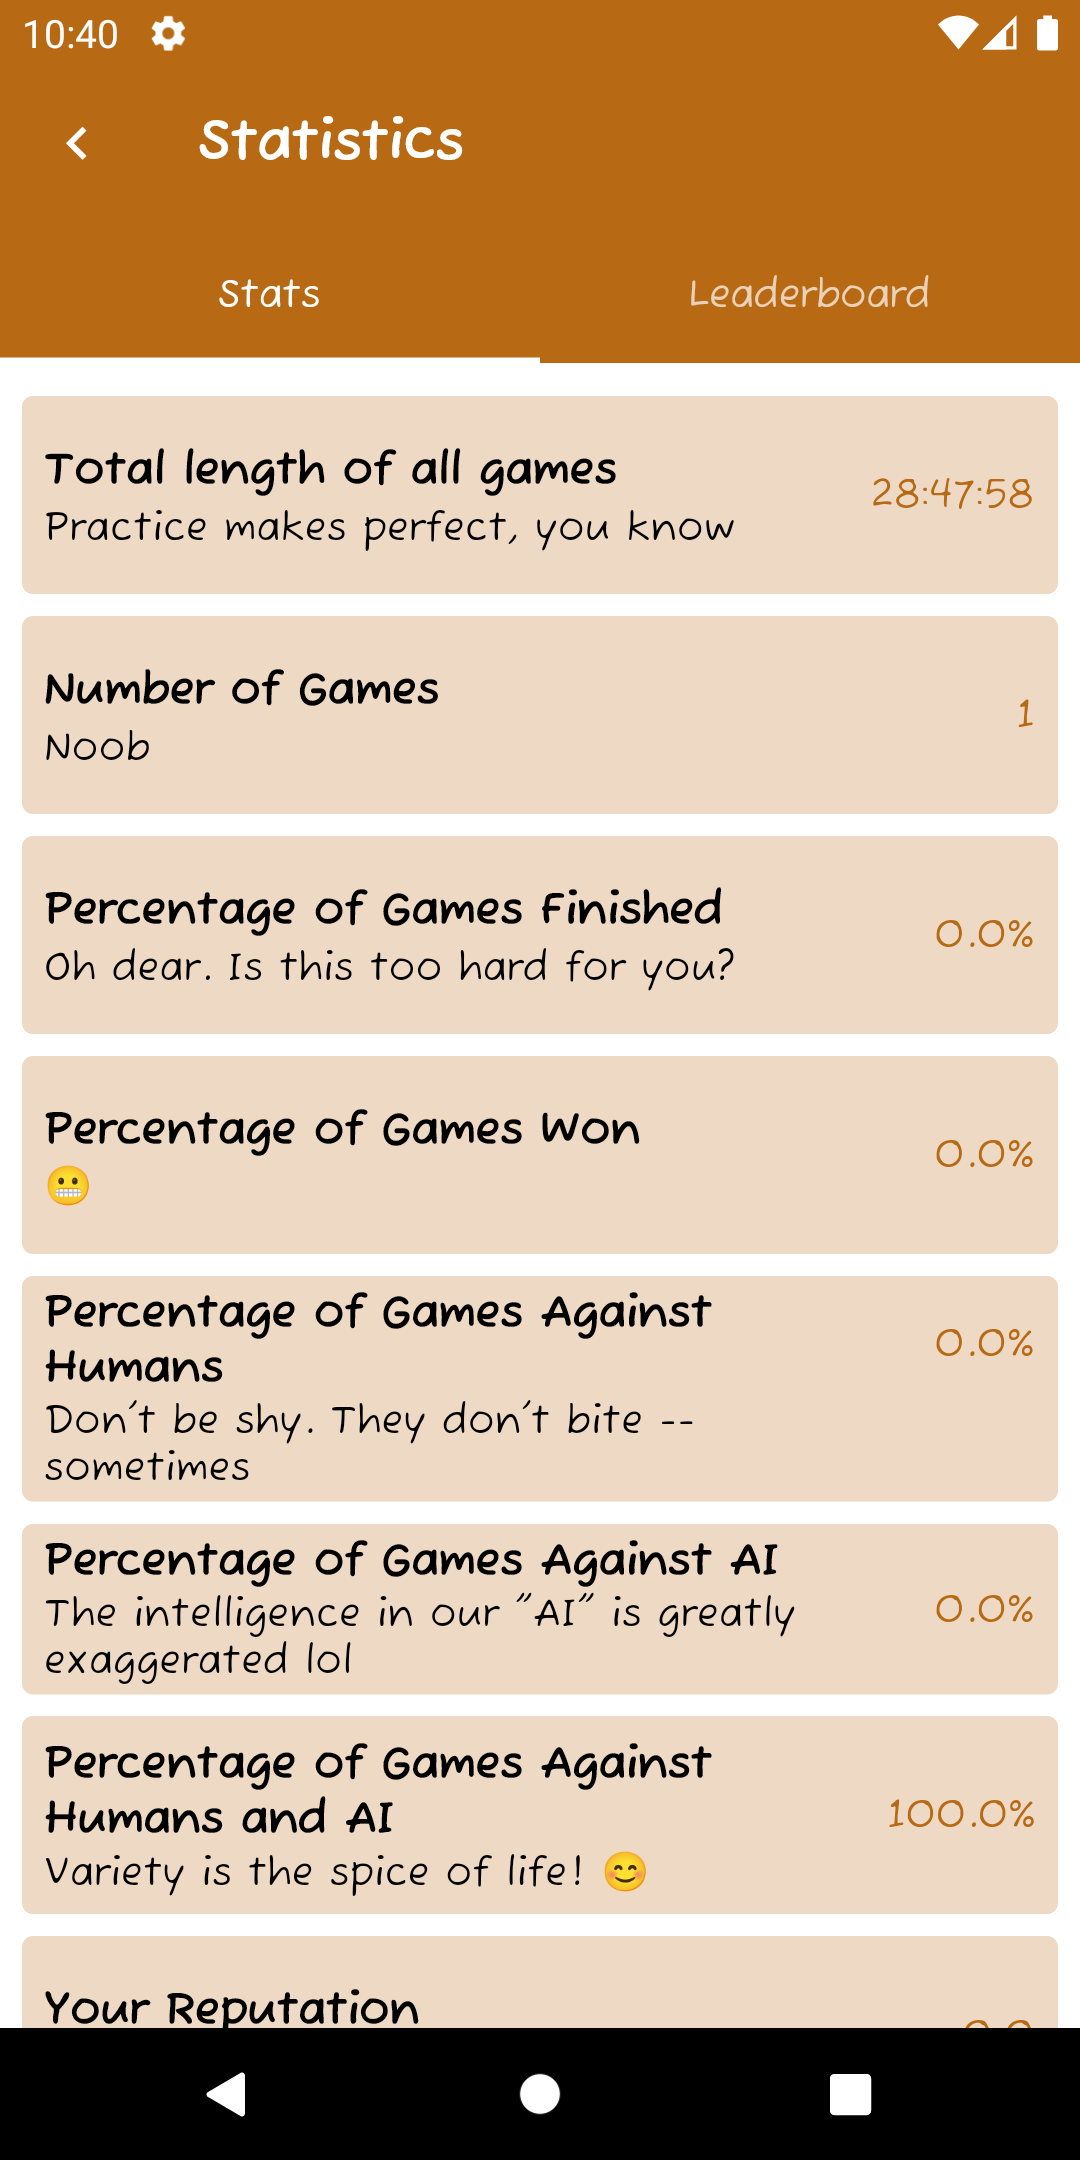 10:40
Statistics
Stats
Leaderboard
Total length of all games
Practice makes perfect, you know
28:47:58
Number of Games
Noob
1
Percentage of Games Finished
Oh dear. Is this too hard for you?
0.0%
Percentage of Games Won
😬
0.0%
Percentage of Games Against
Humans
Don't be shy. They don't bite --
sometimes
0.0%
Percentage of Games Against AI
The intelligence in our "AI" is greatly
exaggerated lol
0.0%
Percentage of Games Against
Humans and AI
Variety is the spice of life! 😊
100.0%
Your Reputation